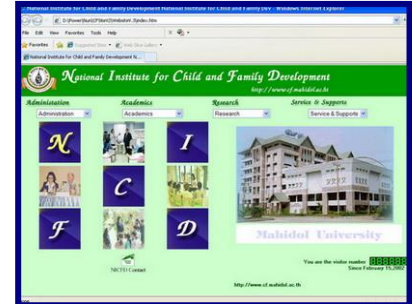 National Institute for Child and Family Development National Institute for Child and Family Dev - Windows Internet Explorer
File Edit View Favorites Tools Help
Favorites
National Institute for Child and Family Development N...
National Institute for Child and Family Development
http://www.cf.mahidol.ac.th
Administation Academics Research Service & Supports
Administration Academics Research Service & Supports
N I
C
F D
Mahidol University
NICFD Contact
You are the visitor number
Since February 15,2002
http://www.cf.mahidol.ac.th